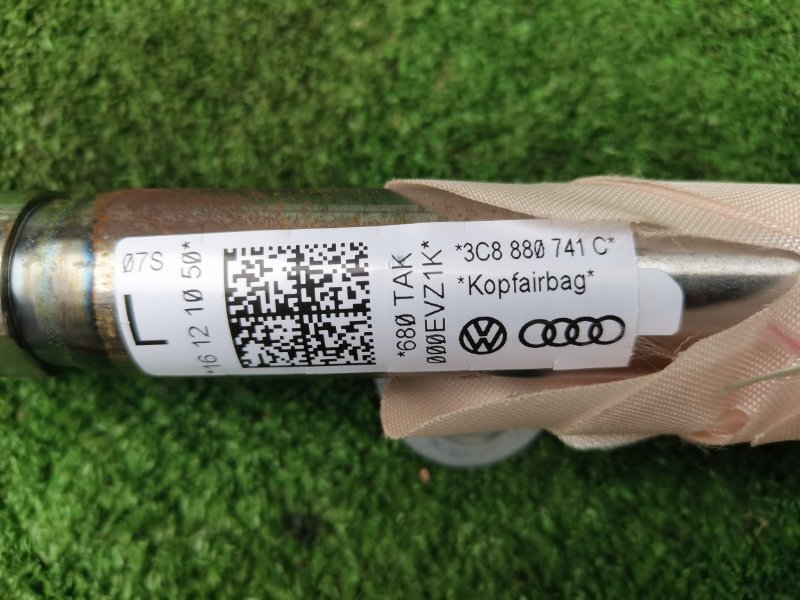 07S
L
*16 12 10 50*
*680 TAK
000EVZ1K*
*3C8 880 741 C*
*Kopfairbag*